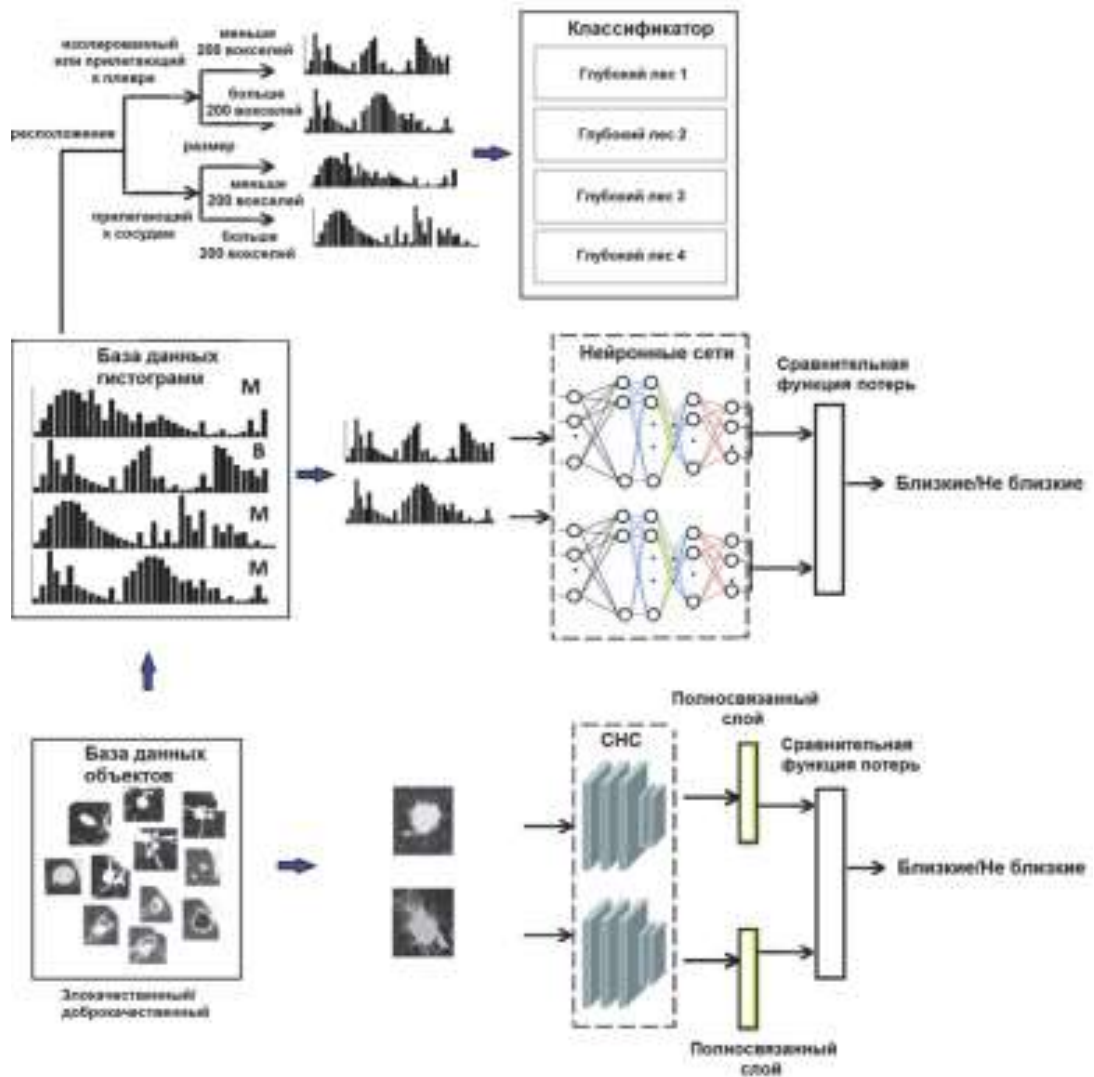 изолированный
или прилегающий
к плевре
меньше
200 вокселей
больше
200 вокселей
расположение
размер
меньше
200 вокселей
прилегающий
к сосудам
больше
200 вокселей
Классификатор
Глубокий лес 1
Глубокий лес 2
Глубокий лес 3
Глубокий лес 4
База данных
гистограмм
М
В
М
М
Нейронные сети
Сравнительная
функция потерь
Близкие/Не близкие
База данных
объектов
Злокачественный/
доброкачественный
СНС
Полносвязанный
слой
Сравнительная
функция потерь
Близкие/Не близкие
Полносвязанный
слой